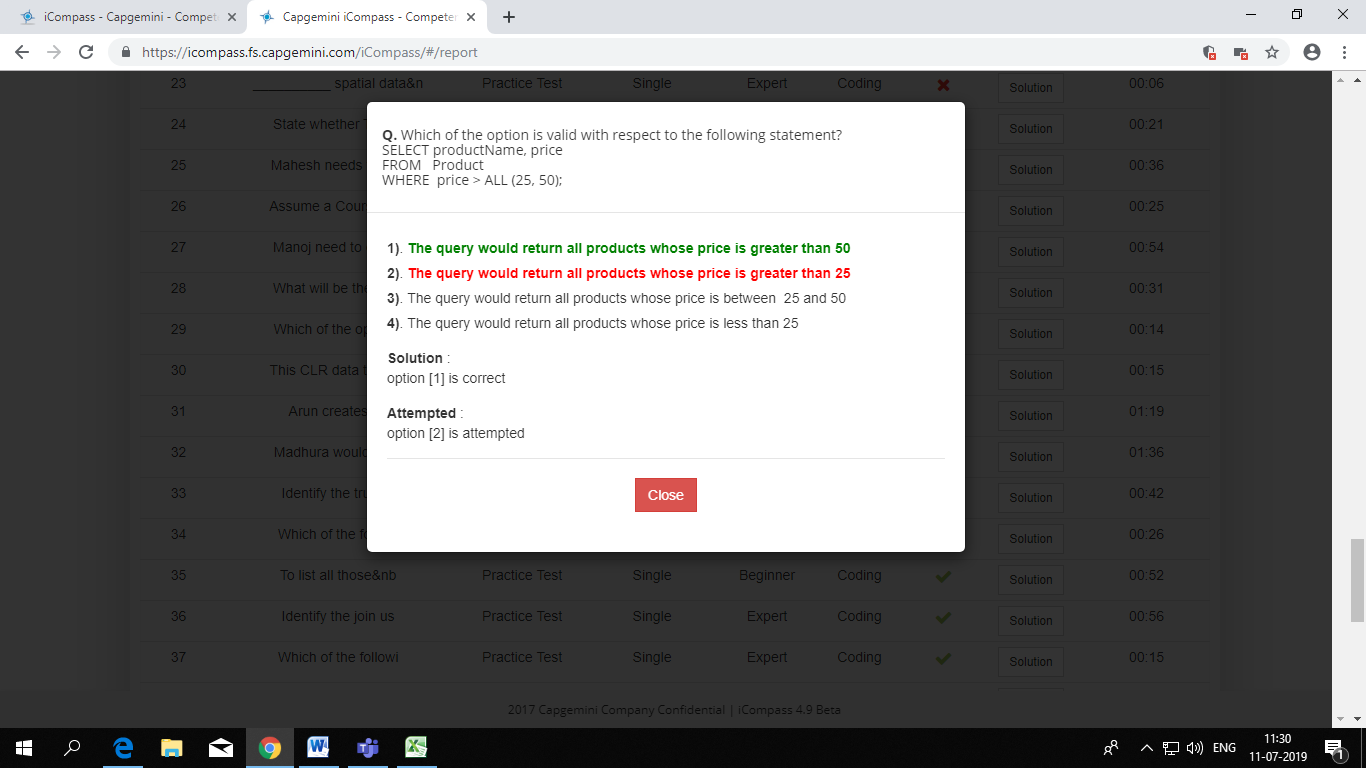 iCompass - Capgemini - Compet
Capgemini iCompass - Competen
https://icompass.fs.capgemini.com/iCompass/#/report
23 __________ spatial data&n Practice Test Single Expert Coding Solution 00:06
24 State whether Solution 00:21
25 Mahesh needs Solution 00:36
26 Assume a Cour Solution 00:25
27 Manoj need to Solution 00:54
28 What will be the Solution 00:31
29 Which of the op Solution 00:14
30 This CLR data t Solution 00:15
31 Arun creates Solution 01:19
32 Madhura would Solution 01:36
33 Identify the tru Solution 00:42
34 Which of the fo Solution 00:26
35 To list all those&nb Practice Test Single Beginner Coding Solution 00:52
36 Identify the join us Practice Test Single Expert Coding Solution 00:56
37 Which of the followi Practice Test Single Expert Coding Solution 00:15
Q. Which of the option is valid with respect to the following statement?
SELECT productName, price
FROM Product
WHERE price > ALL (25, 50);
1). The query would return all products whose price is greater than 50
2). The query would return all products whose price is greater than 25
3). The query would return all products whose price is between 25 and 50
4). The query would return all products whose price is less than 25
Solution :
option [1] is correct
Attempted :
option [2] is attempted
Close
2017 Capgemini Company Confidential | iCompass 4.9 Beta
ENG
11:30
11-07-2019
1